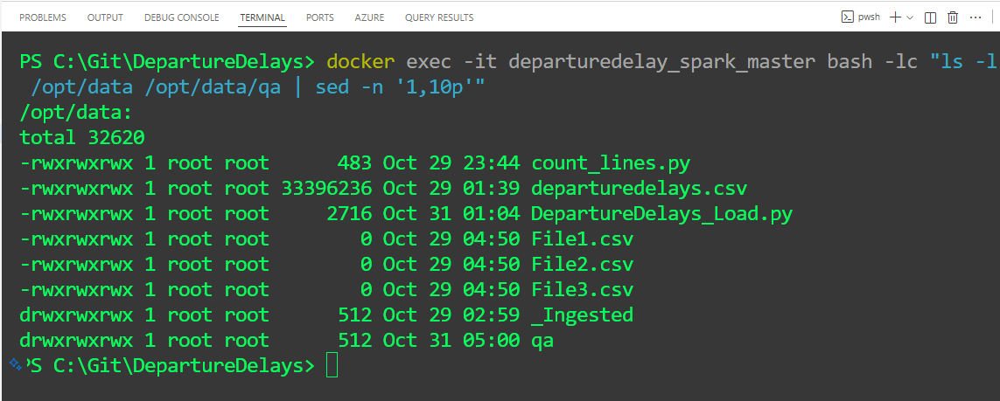 PROBLEMS OUTPUT DEBUG CONSOLE TERMINAL PORTS AZURE QUERY RESULTS pwsh
PS C:\Git\DepartureDelays> docker exec -it departuredelay_spark_master bash -lc "ls -l
/opt/data /opt/data/qa | sed -n '1,10p'"
/opt/data:
total 32620
-rwxrwxrwx 1 root root      483 Oct 29 23:44 count_lines.py
-rwxrwxrwx 1 root root 33396236 Oct 29 01:39 departuredelays.csv
-rwxrwxrwx 1 root root     2716 Oct 31 01:04 DepartureDelays_Load.py
-rwxrwxrwx 1 root root        0 Oct 29 04:50 File1.csv
-rwxrwxrwx 1 root root        0 Oct 29 04:50 File2.csv
-rwxrwxrwx 1 root root        0 Oct 29 04:50 File3.csv
drwxrwxrwx 1 root root      512 Oct 29 02:59 _Ingested
drwxrwxrwx 1 root root      512 Oct 31 05:00 qa
PS C:\Git\DepartureDelays>